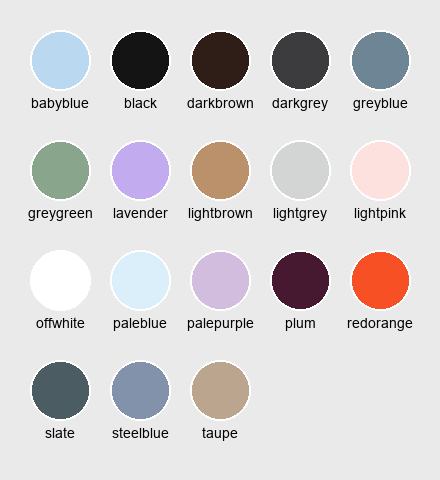 babyblue black darkbrown darkgrey greyblue
greygreen lavender lightbrown lightgrey lightpink
offwhite paleblue palepurple plum redorange
slate steelblue taupe